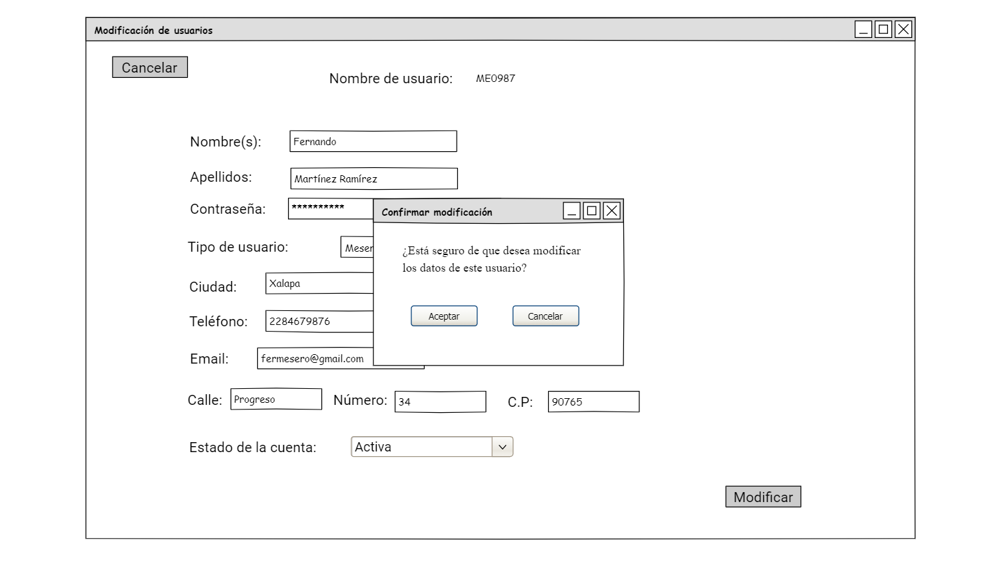 Modificación de usuarios
Cancelar
Nombre de usuario: ME0987
Nombre(s): Fernando
Apellidos: Martínez Ramírez
Contraseña: **********
Confirmar modificación
Tipo de usuario:
¿Está seguro de que desea modificar
los datos de este usuario?
Ciudad: Xalapa
Teléfono: 2284679876
Aceptar Cancelar
Email: fermesero@gmail.com
Calle: Progreso Número: 34 C.P: 90765
Estado de la cuenta: Activa
Modificar